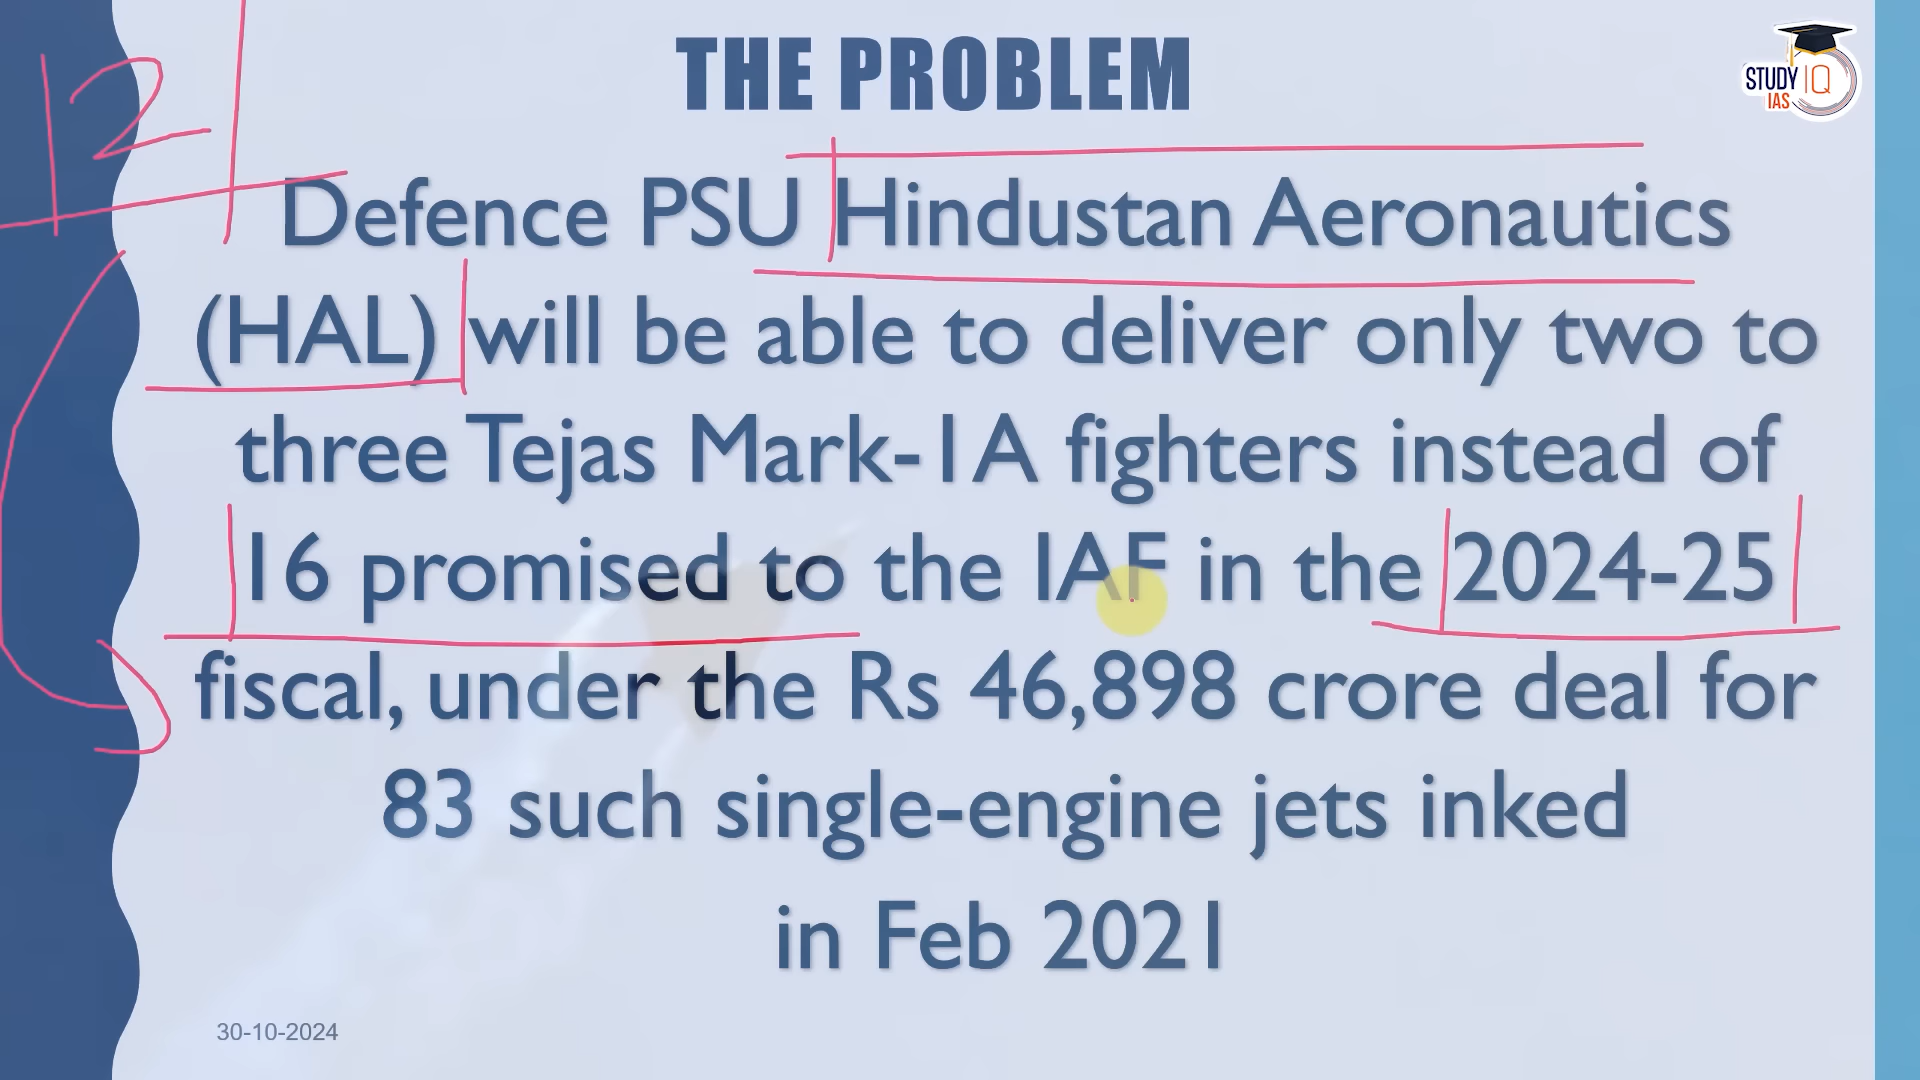 THE PROBLEM
STUDY IQ
IAS
12
Defence PSU Hindustan Aeronautics
(HAL) will be able to deliver only two to
three Tejas Mark-1A fighters instead of
16 promised to the IAF in the 2024-25
fiscal, under the Rs 46,898 crore deal for
83 such single-engine jets inked
in Feb 2021
30-10-2024